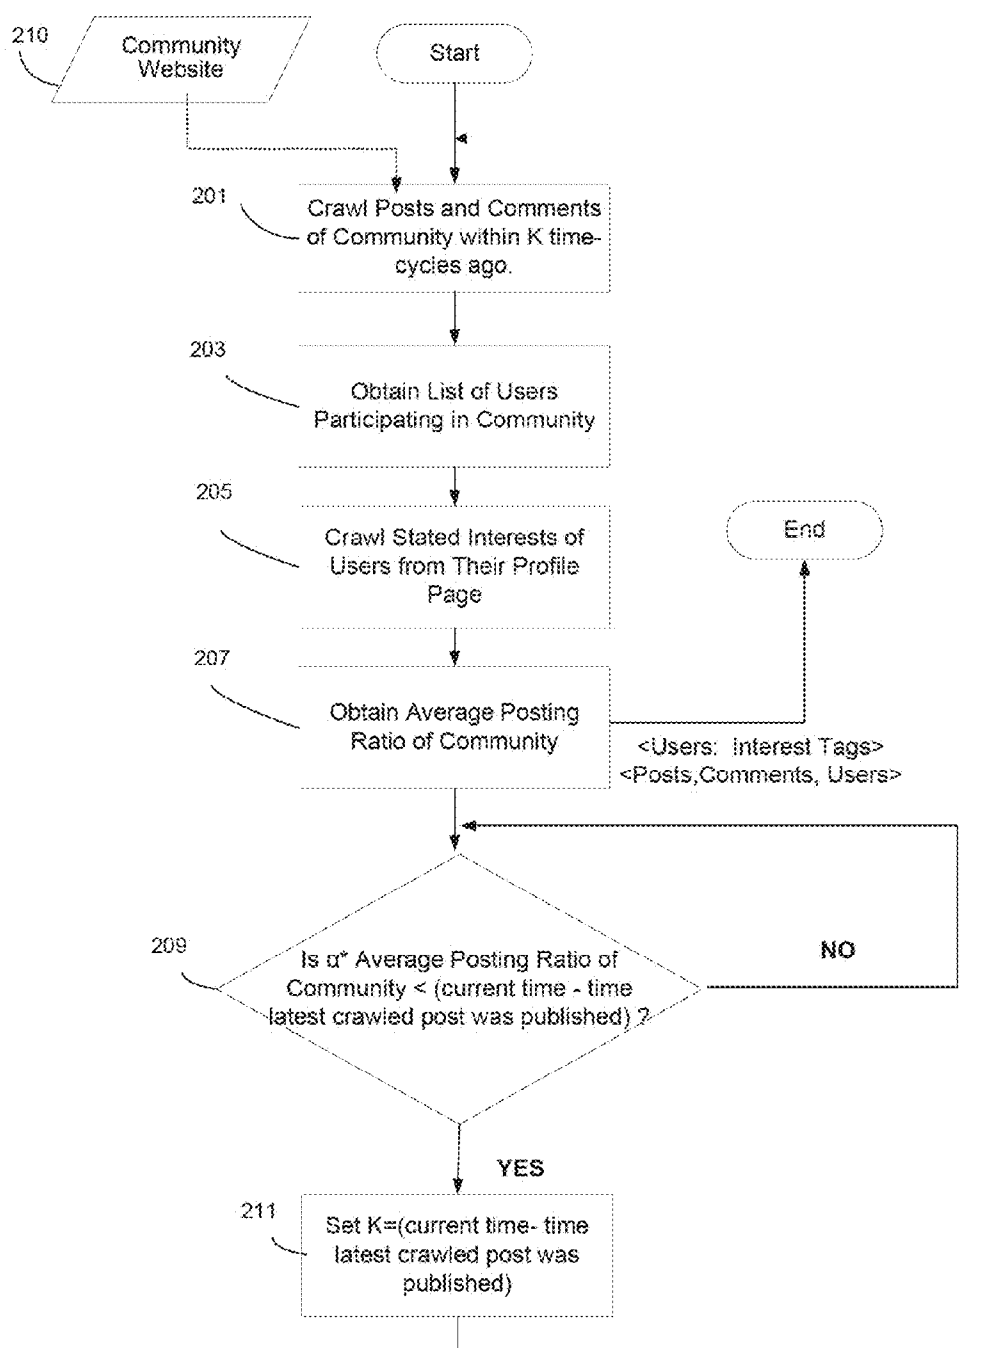 210
Community
Website
Start
201
Crawl Posts and Comments
of Community within K time-
cycles ago.
203
Obtain List of Users
Participating in Community
205
Crawl Stated Interests of
Users from Their Profile
Page
End
207
Obtain Average Posting
Ratio of Community
<Users: Interest Tags>
<Posts,Comments, Users>
209
Is α* Average Posting Ratio of
Community < (current time - time
latest crawled post was published) ?
NO
YES
211
Set K=(current time- time
latest crawled post was
published)